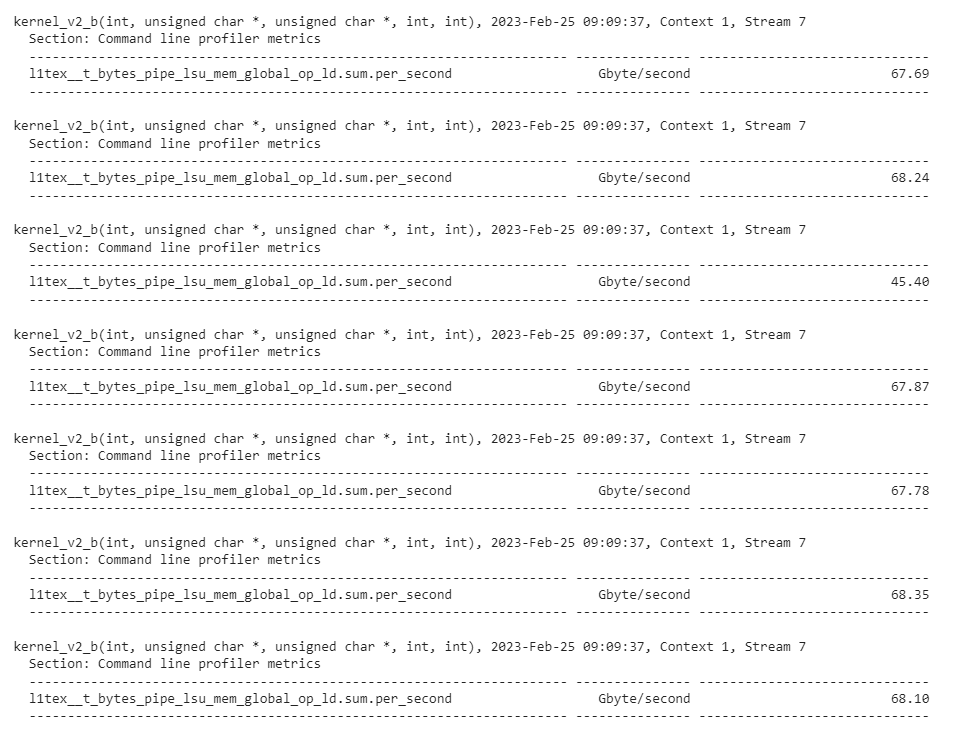 kernel_v2_b(int, unsigned char *, unsigned char *, int, int), 2023-Feb-25 09:09:37, Context 1, Stream 7
Section: Command line profiler metrics
---------------------------------------------------------------------- --------------- ------------------------------
l1tex__t_bytes_pipe_lsu_mem_global_op_ld.sum.per_second Gbyte/second 67.69
---------------------------------------------------------------------- --------------- ------------------------------
kernel_v2_b(int, unsigned char *, unsigned char *, int, int), 2023-Feb-25 09:09:37, Context 1, Stream 7
Section: Command line profiler metrics
---------------------------------------------------------------------- --------------- ------------------------------
l1tex__t_bytes_pipe_lsu_mem_global_op_ld.sum.per_second Gbyte/second 68.24
---------------------------------------------------------------------- --------------- ------------------------------
kernel_v2_b(int, unsigned char *, unsigned char *, int, int), 2023-Feb-25 09:09:37, Context 1, Stream 7
Section: Command line profiler metrics
---------------------------------------------------------------------- --------------- ------------------------------
l1tex__t_bytes_pipe_lsu_mem_global_op_ld.sum.per_second Gbyte/second 45.40
---------------------------------------------------------------------- --------------- ------------------------------
kernel_v2_b(int, unsigned char *, unsigned char *, int, int), 2023-Feb-25 09:09:37, Context 1, Stream 7
Section: Command line profiler metrics
---------------------------------------------------------------------- --------------- ------------------------------
l1tex__t_bytes_pipe_lsu_mem_global_op_ld.sum.per_second Gbyte/second 67.87
---------------------------------------------------------------------- --------------- ------------------------------
kernel_v2_b(int, unsigned char *, unsigned char *, int, int), 2023-Feb-25 09:09:37, Context 1, Stream 7
Section: Command line profiler metrics
---------------------------------------------------------------------- --------------- ------------------------------
l1tex__t_bytes_pipe_lsu_mem_global_op_ld.sum.per_second Gbyte/second 67.78
---------------------------------------------------------------------- --------------- ------------------------------
kernel_v2_b(int, unsigned char *, unsigned char *, int, int), 2023-Feb-25 09:09:37, Context 1, Stream 7
Section: Command line profiler metrics
---------------------------------------------------------------------- --------------- ------------------------------
l1tex__t_bytes_pipe_lsu_mem_global_op_ld.sum.per_second Gbyte/second 68.35
---------------------------------------------------------------------- --------------- ------------------------------
kernel_v2_b(int, unsigned char *, unsigned char *, int, int), 2023-Feb-25 09:09:37, Context 1, Stream 7
Section: Command line profiler metrics
---------------------------------------------------------------------- --------------- ------------------------------
l1tex__t_bytes_pipe_lsu_mem_global_op_ld.sum.per_second Gbyte/second 68.10
---------------------------------------------------------------------- --------------- ------------------------------